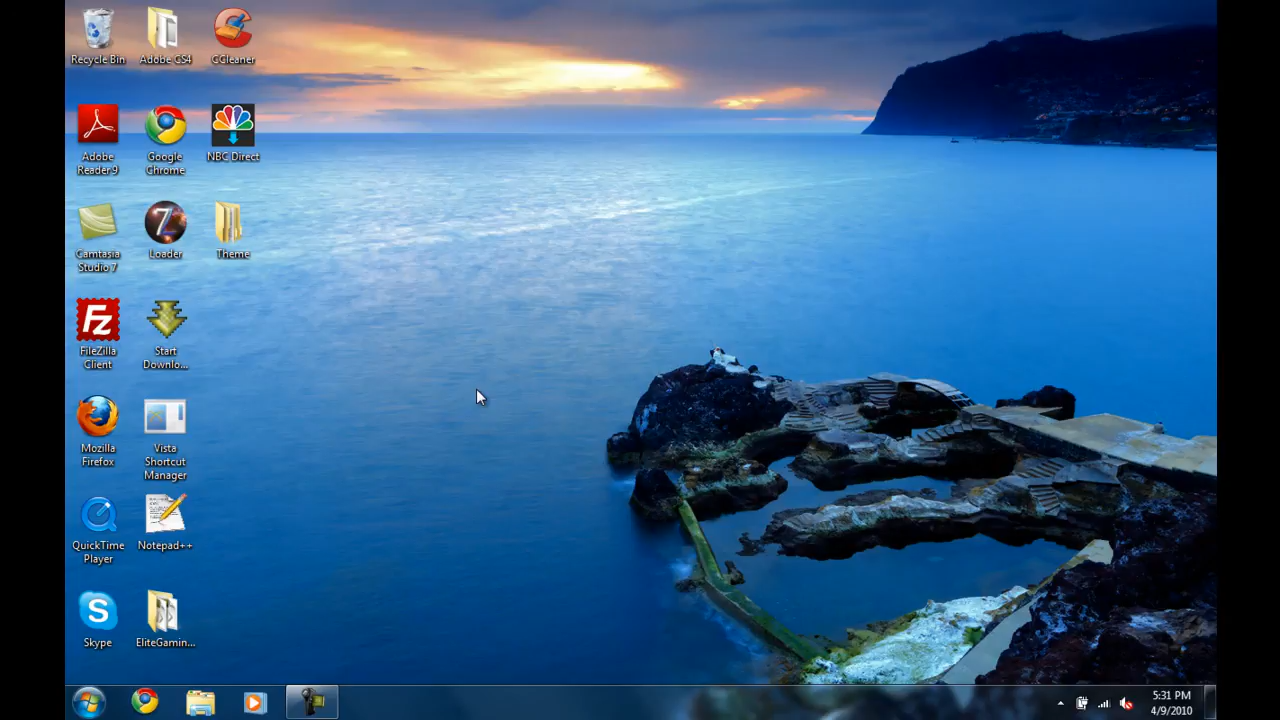 Recycle Bin
Adobe CS4
CCleaner
Adobe
Reader 9
Google
Chrome
NBC Direct
Camtasia
Studio 7
Loader
Theme
FileZilla
Client
Start
Downlo...
Mozilla
Firefox
Vista
Shortcut
Manager
QuickTime
Player
Notepad++
Skype
EliteGamin...
5:31 PM
4/9/2010